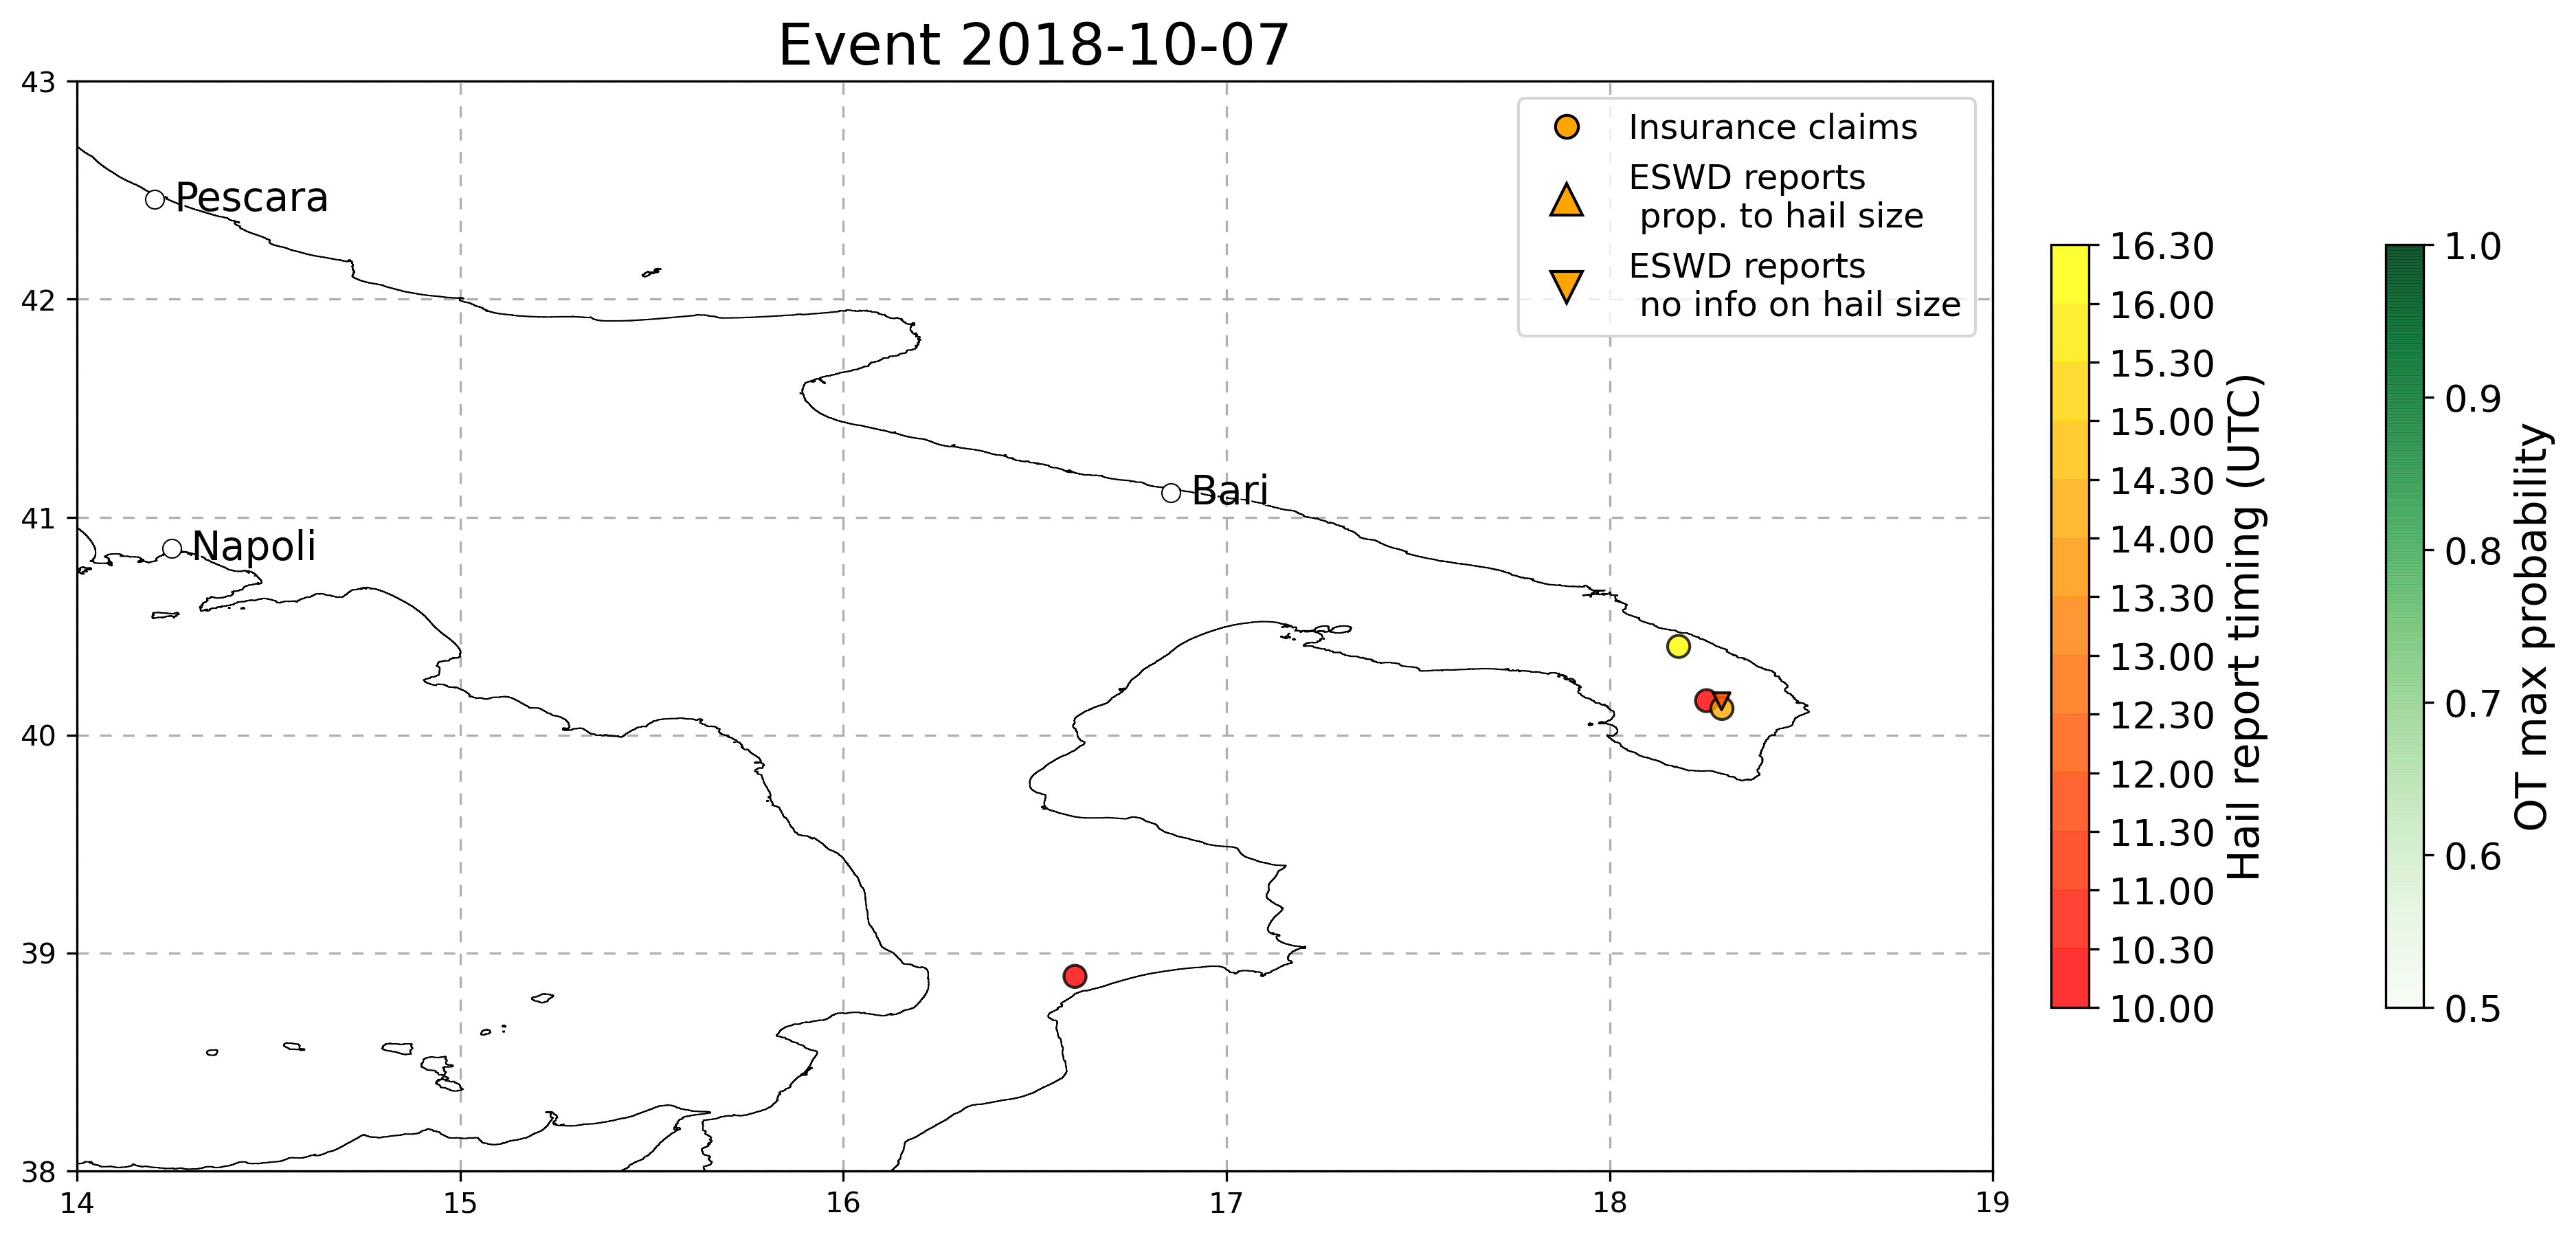 Event 2018-10-07
43
42
41
40
39
38
14
15
16
17
18
19
Pescara
Napoli
Bari
Insurance claims
ESWD reports
prop. to hail size
ESWD reports
no info on hail size
16.30
16.00
15.30
15.00
14.30
14.00
13.30
13.00
12.30
12.00
11.30
11.00
10.30
10.00
Hail report timing (UTC)
1.0
0.9
0.8
0.7
0.6
0.5
OT max probability